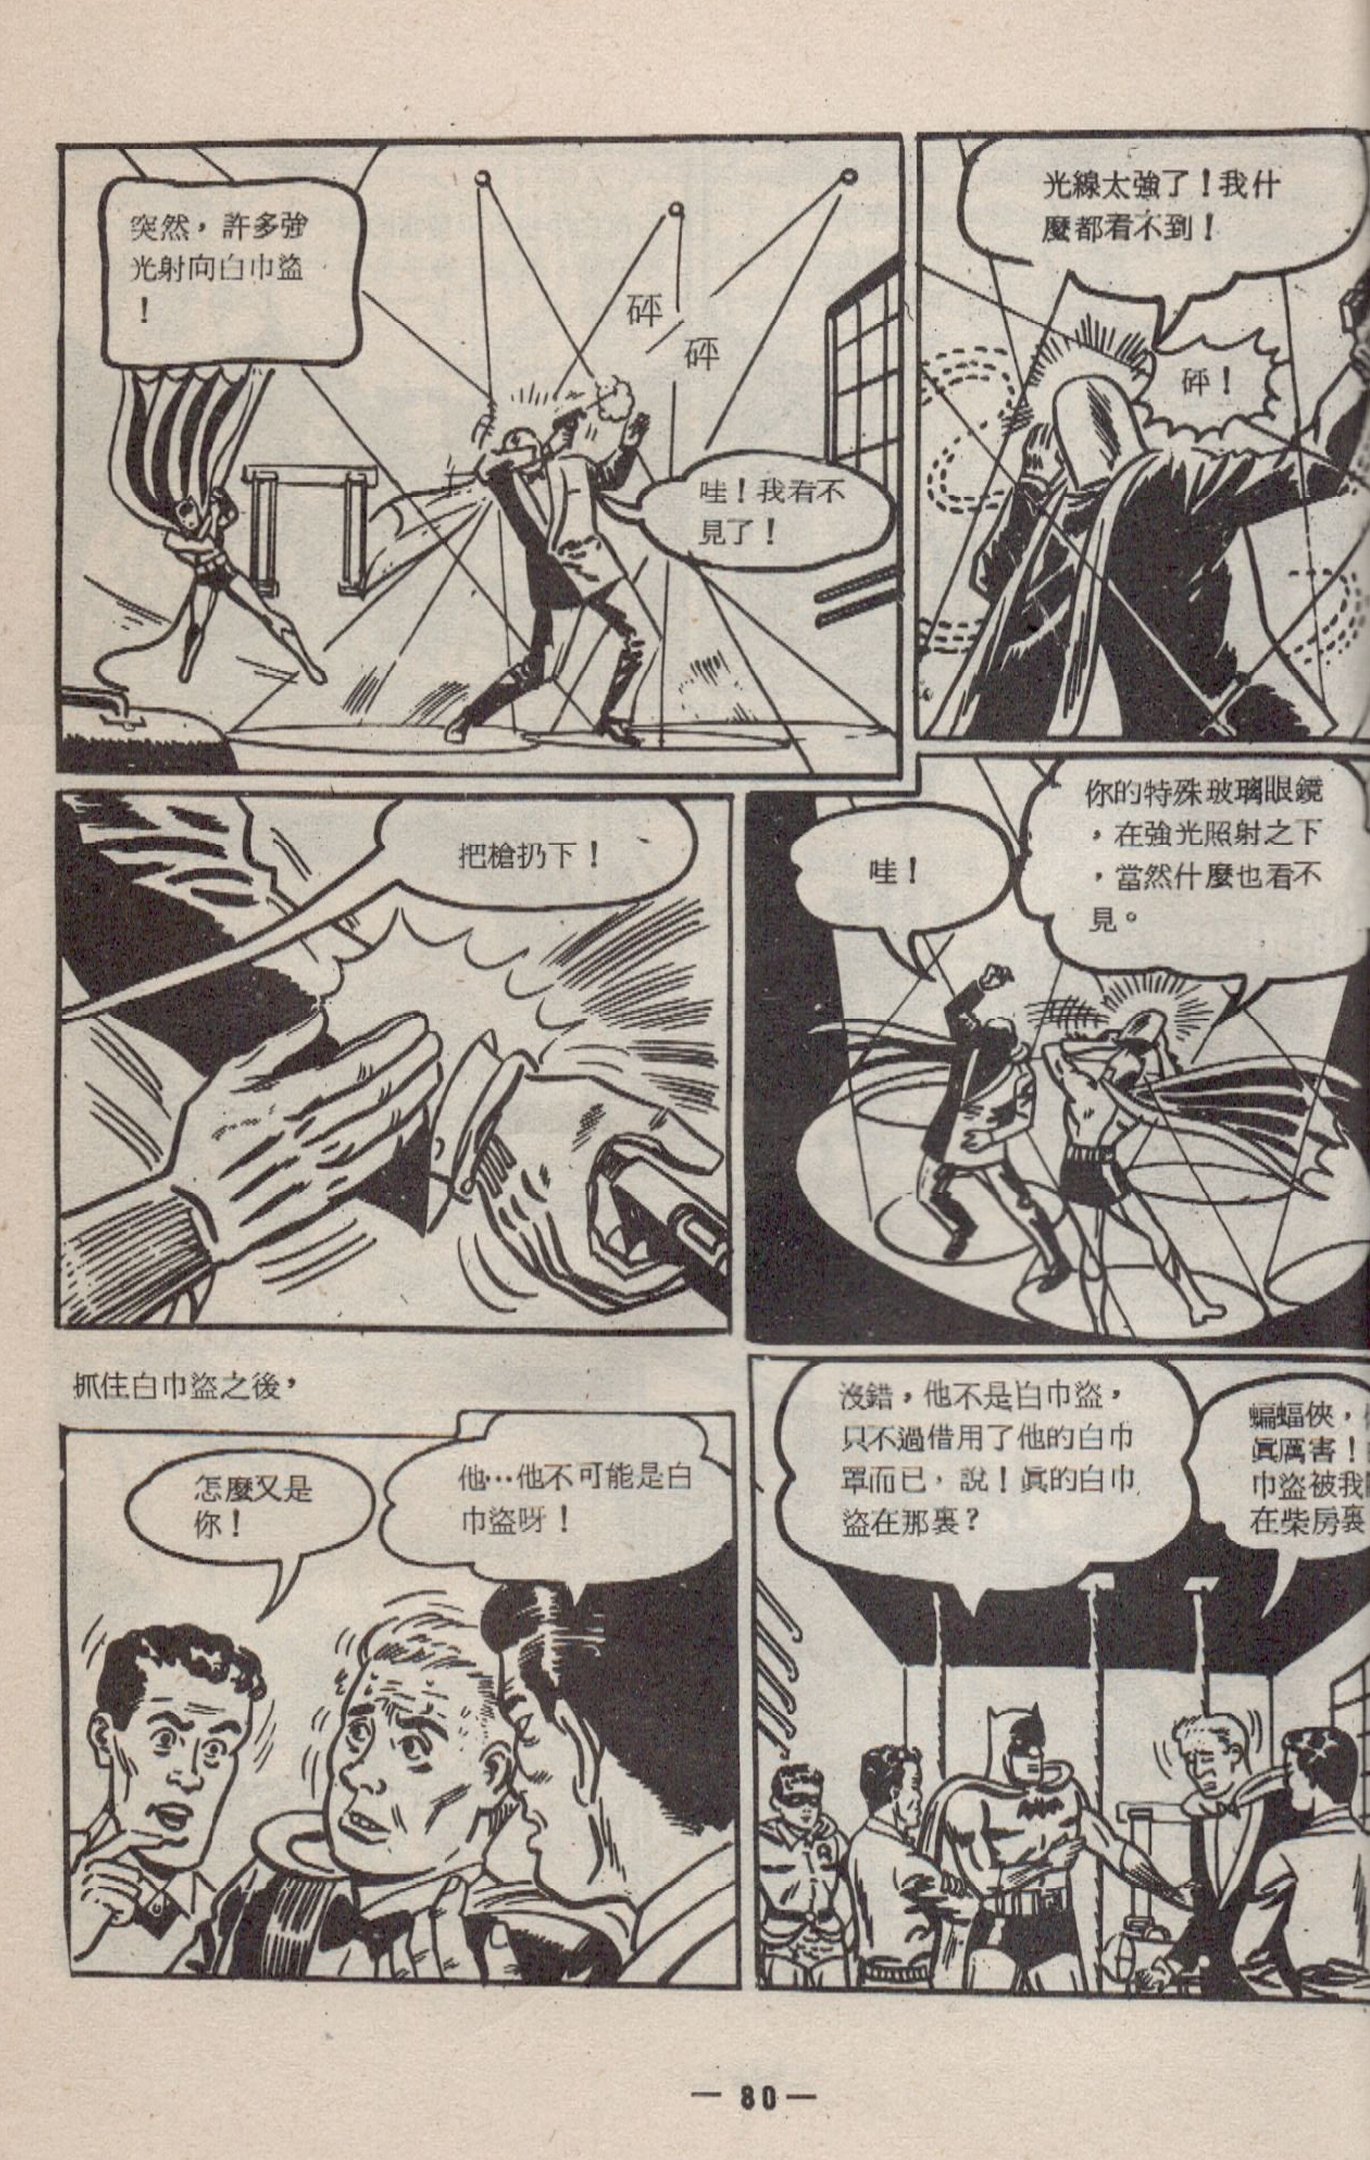 突然，許多強
光射向白巾盜
！
砰
砰
哇！我看不
見了！
光線太強了！我什
麼都看不到！
砰！
把槍扔下！
哇！
你的特殊玻璃眼鏡
，在強光照射之下
，當然什麼也看不
見。
抓住白巾盜之後，
怎麼又是
你！
他…他不可能是白
巾盜呀！
沒錯，他不是白巾盜，
只不過借用了他的白巾
罩而已，說！眞的白巾
盜在那裏？
蝙蝠俠，
眞厲害！
巾盜被我
在柴房裏
— 80 —